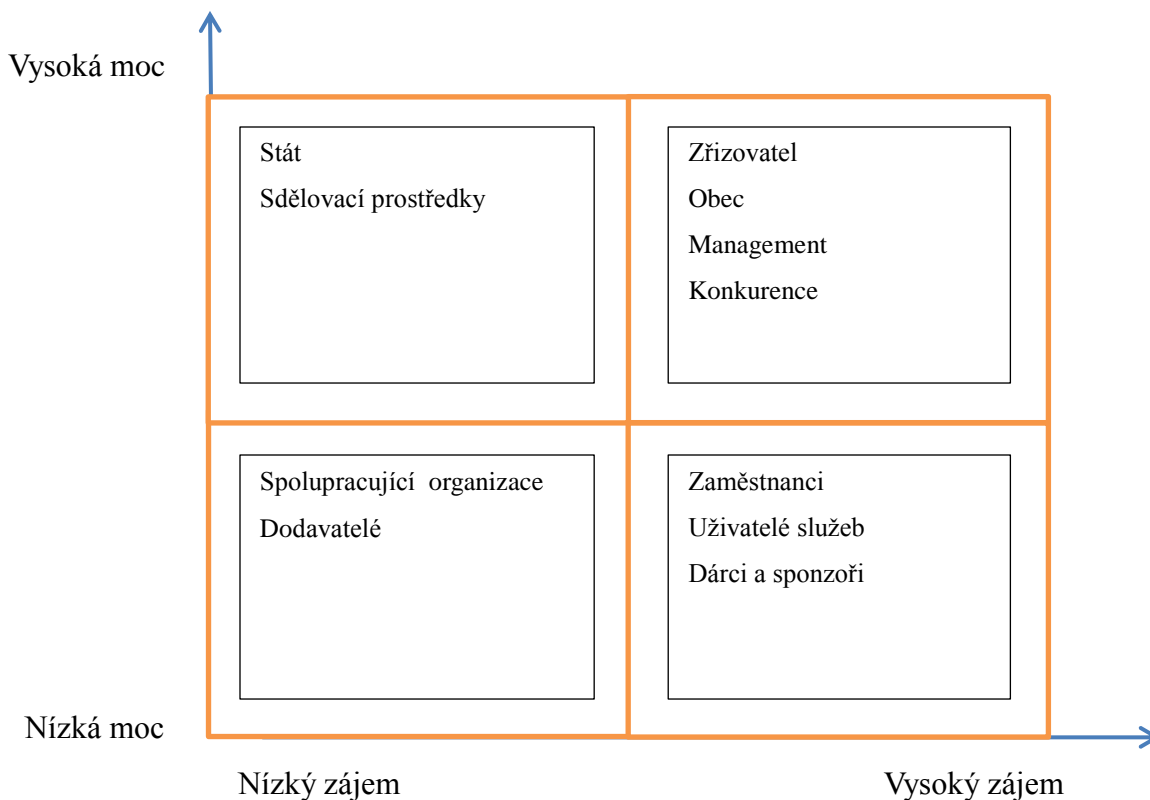 Vysoká moc
Stát
Sdělovací prostředky
Zřizovatel
Obec
Management
Konkurence
Spolupracující organizace
Dodavatelé
Zaměstnanci
Uživatelé služeb
Dárci a sponzoři
Nízká moc
Nízký zájem
Vysoký zájem